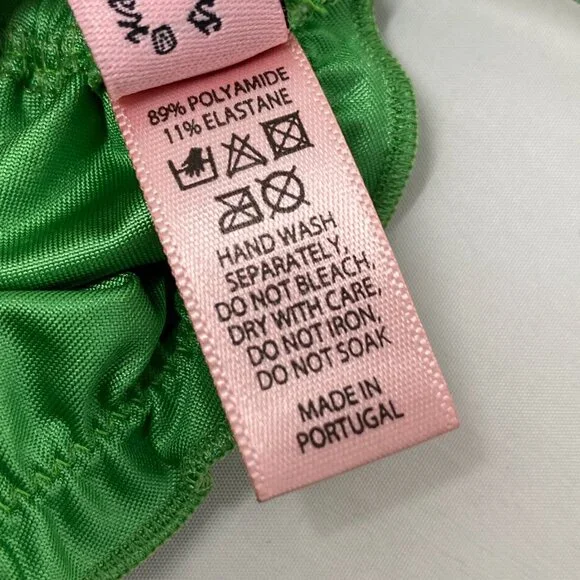 89% POLYAMIDE
11% ELASTANE
HAND WASH
SEPARATELY,
DO NOT BLEACH,
DRY WITH CARE,
DO NOT IRON,
DO NOT SOAK
MADE IN
PORTUGAL